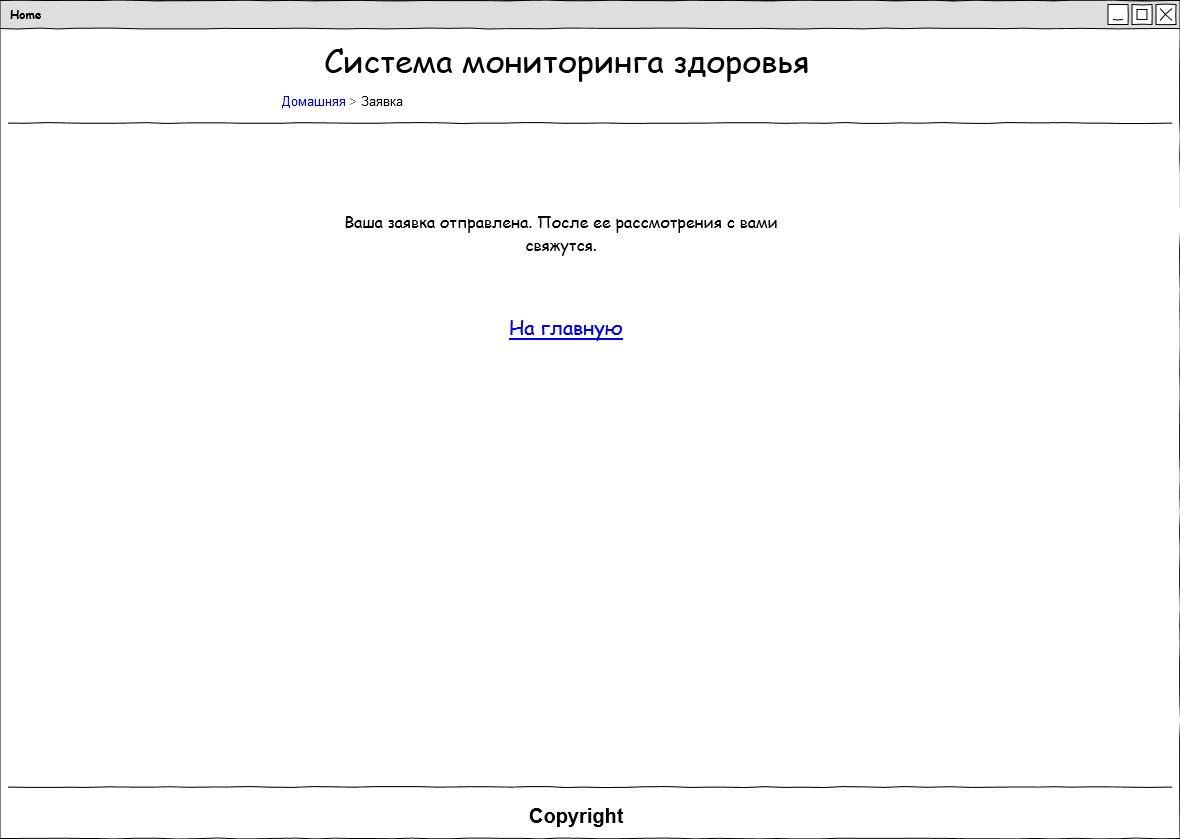 Home
Система мониторинга здоровья
Домашняя > Заявка
Ваша заявка отправлена. После ее рассмотрения с вами
свяжутся.
На главную
Copyright